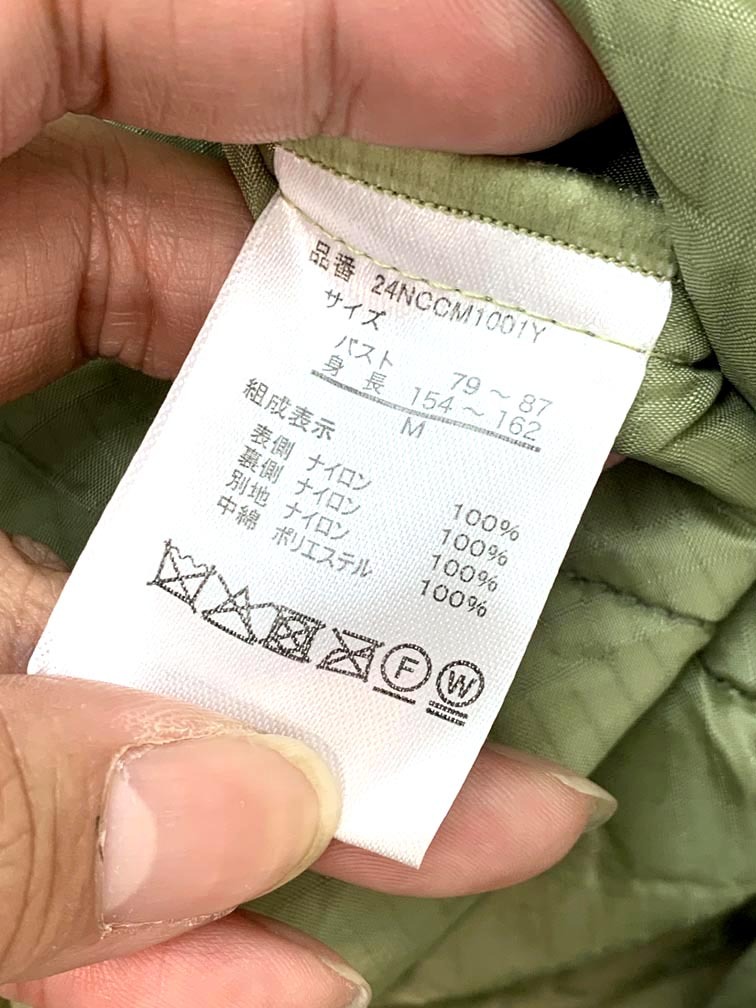 品番 24NCCM1001Y
サイズ
バスト 79～87
身長 154～162
M
組成表示
表側 ナイロン 100%
裏側 ナイロン 100%
別地 ナイロン 100%
中綿 ポリエステル 100%
F W